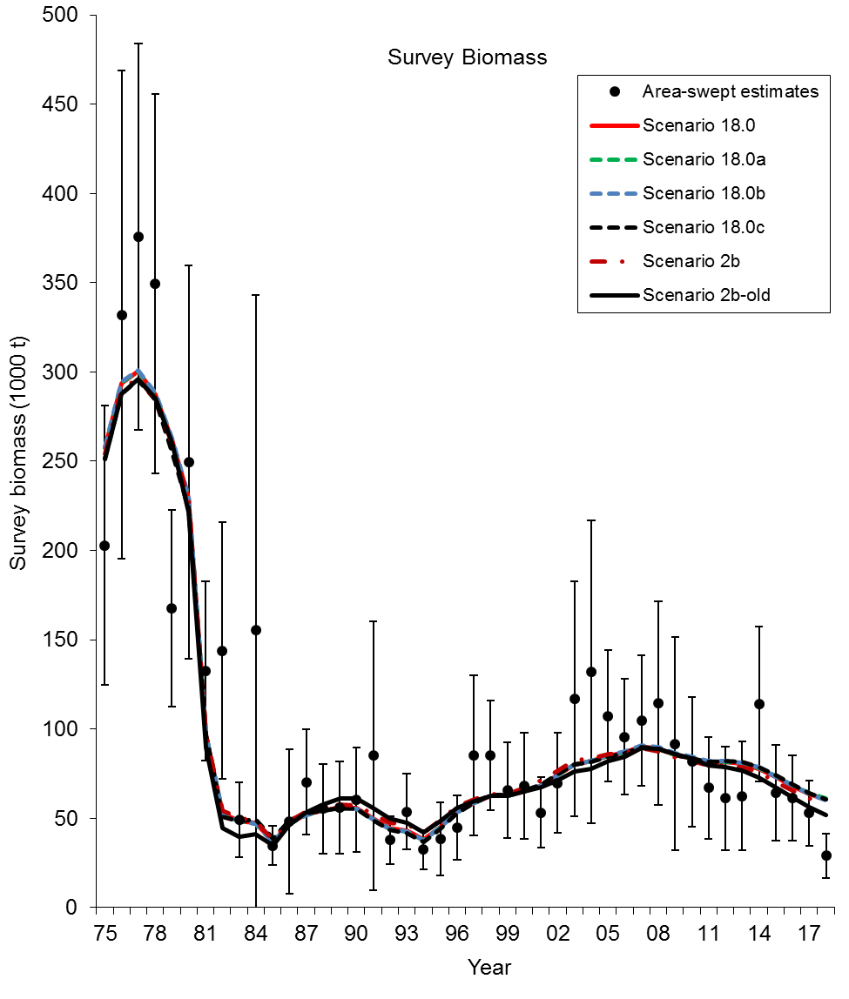 Survey Biomass
Area-swept estimates
Scenario 18.0
Scenario 18.0a
Scenario 18.0b
Scenario 18.0c
Scenario 2b
Scenario 2b-old
Survey biomass (1000 t)
500
450
400
350
300
250
200
150
100
50
0
75 78 81 84 87 90 93 96 99 02 05 08 11 14 17
Year